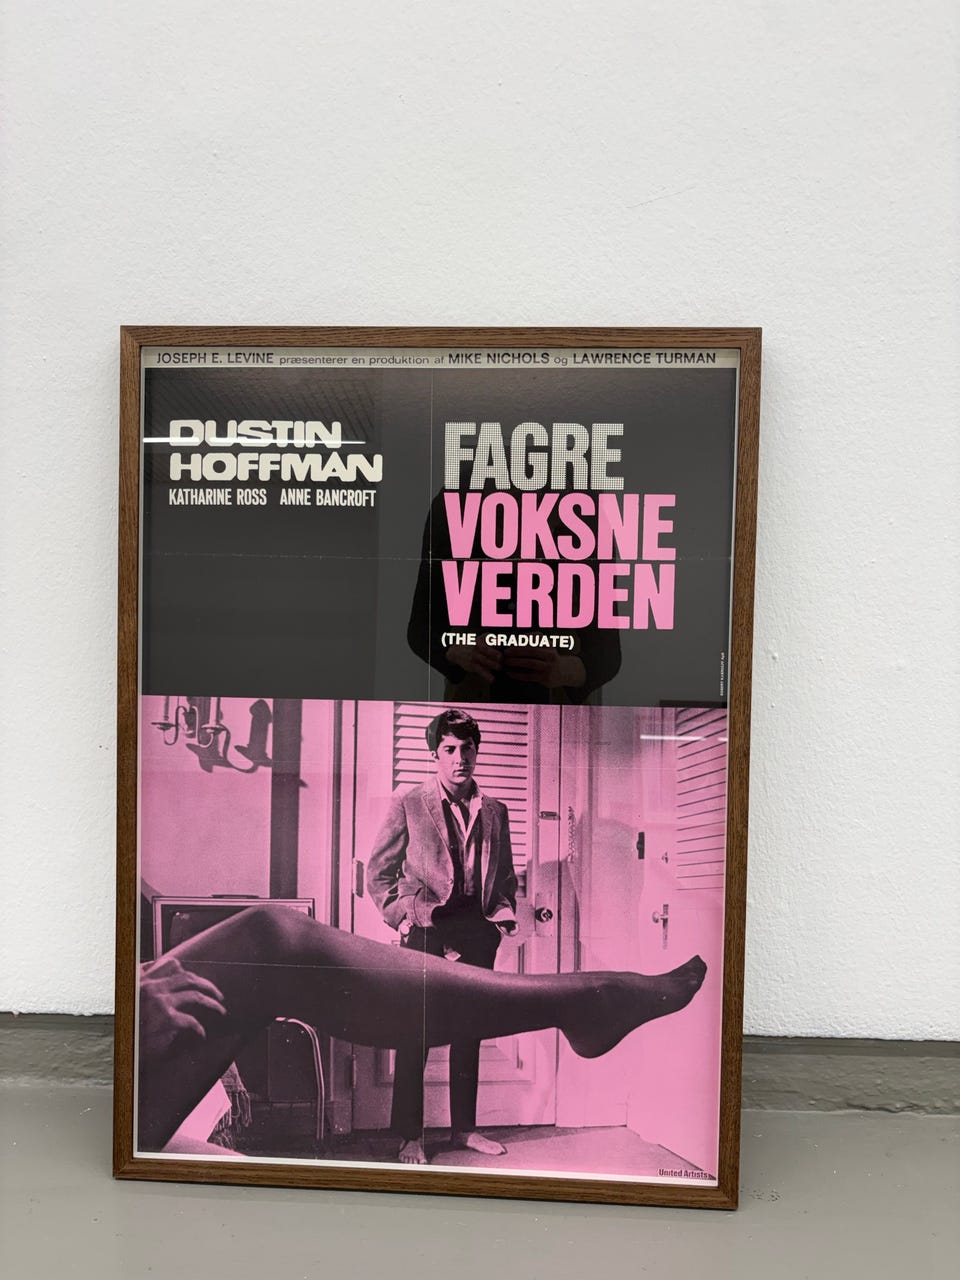 JOSEPH E. LEVINE præsenterer en produktion af MIKE NICHOLS og LAWRENCE TURMAN
DUSTIN
HOFFMAN
KATHARINE ROSS ANNE BANCROFT
FAGRE
VOKSNE
VERDEN
(THE GRADUATE)
United Artists